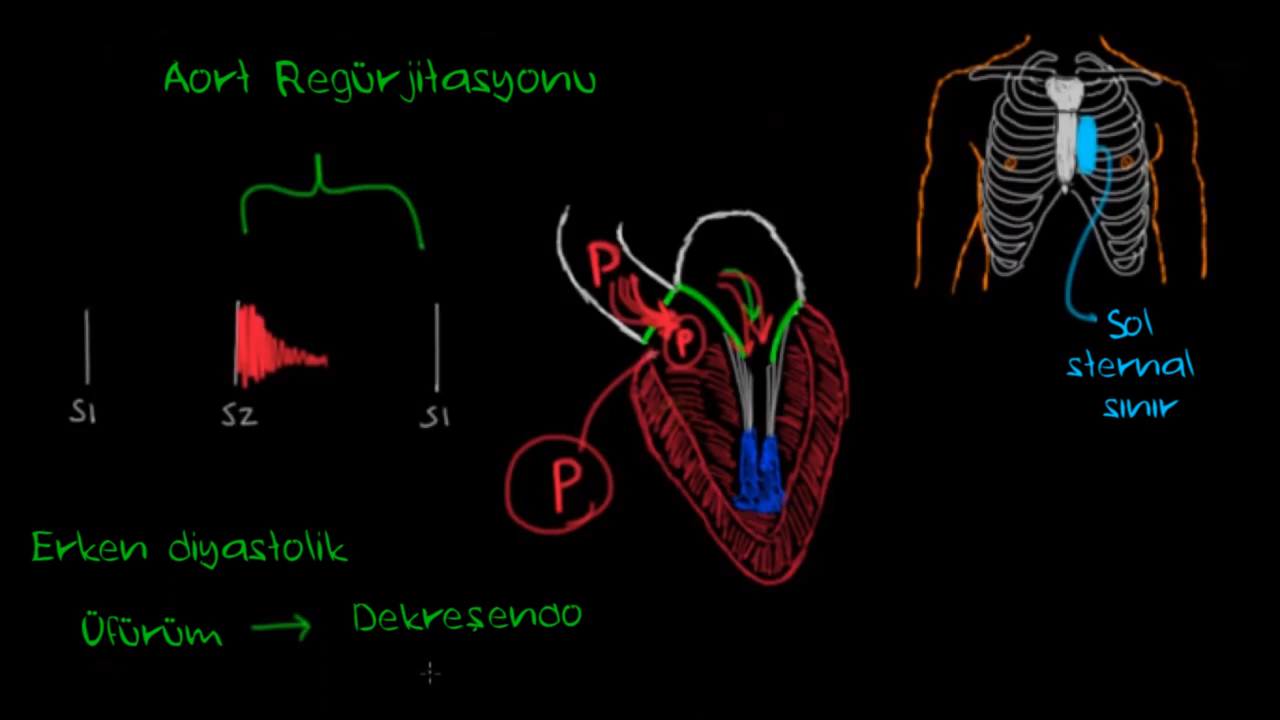 Aort Regürjitasyonu
S1
S2
S1
P
P
P
Sol
sternal
sınır
Erken diyastolik
Üfürüm → Dekreşendo